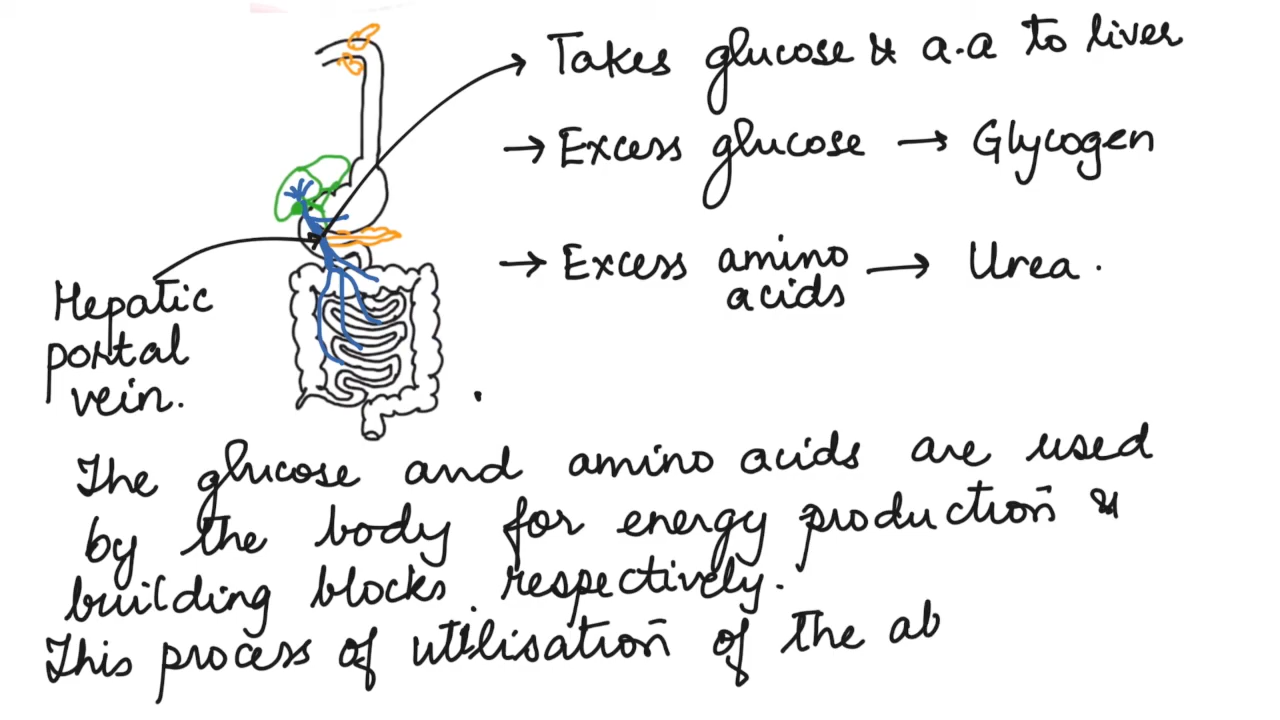 Takes glucose & a.a to liver
→ Excess glucose → Glycogen
→ Excess amino acids → Urea.
Hepatic
portal
vein.
The glucose and amino acids are used
by the body for energy production &
building blocks respectively.
This process of utilisation of the ab